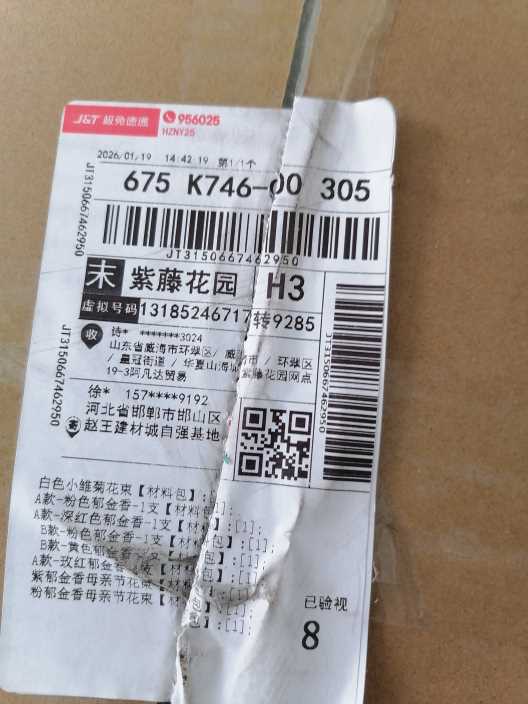 J&T 极兔速递
956025
HZNY25
2026/01/19 14:42:19 第1/1个
675 K746-00 305
JT3150667462950
JT3150667462950
末 紫藤花园 H3
虚拟号码 13185246717转9285
收 诗* *******3024
山东省威海市环翠区/ 威海市 / 环翠区
/ 皇冠街道 / 华夏山海城紫藤花园网点
19-3阿凡达贸易
JT3150667462950
JT3150667462950
寄 徐* 157****9192
河北省邯郸市邯山区
赵王建材城自强基地
白色小雏菊花束【材料包】:[1];
A款-粉色郁金香-1支【材料包】:[1];
A款-深红色郁金香-1支【材料包】:[1];
B款-粉色郁金香-1支【材 】:[1];
B款-黄色郁金香 支【 】:[1];
A款-玫红郁金香 【材 】:[1];
紫郁金香母亲节花束【材 】:[1];
粉郁金香母亲节花束【材 】:[1];
已验视
8